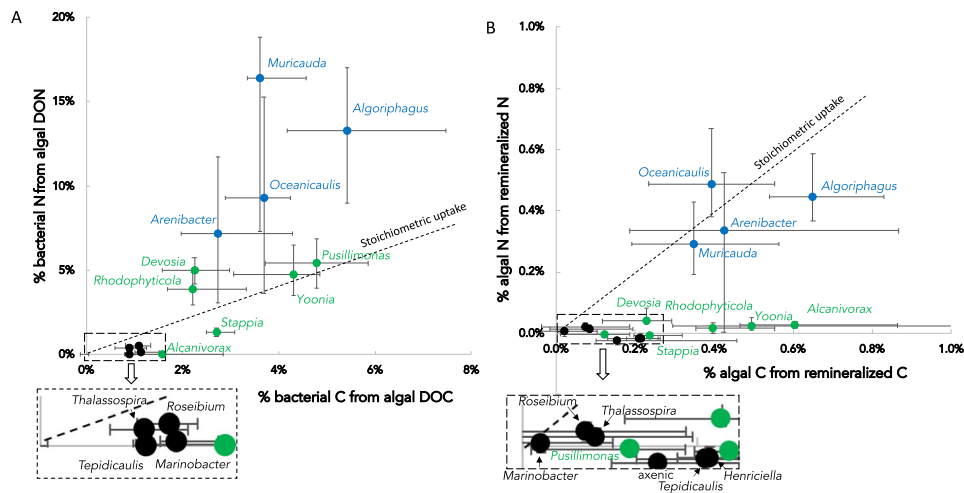 A
20%
15%
10%
5%
0%
% bacterial N from algal DON
Muricauda
Algoriphagus
Oceanicaulis
Arenibacter
Stoichiometric uptake
Devosia
Pusillimonas
Rhodophyticola
Yoonia
Stappia
Alcanivorax
0%
2%
4%
6%
8%
% bacterial C from algal DOC
Thalassospira
Roseibium
Tepidicaulis
Marinobacter
B
1.0%
0.8%
0.6%
0.4%
0.2%
0.0%
% algal N from remineralized N
Stoichiometric uptake
Oceanicaulis
Algoriphagus
Arenibacter
Muricauda
Devosia
Rhodophyticola
Alcanivorax
Yoonia
Stappia
0.0%
0.2%
0.4%
0.6%
0.8%
1.0%
% algal C from remineralized C
Roseibium
Thalassospira
Pusillimonas
Marinobacter
axenic
Henriciella
Tepidicaulis